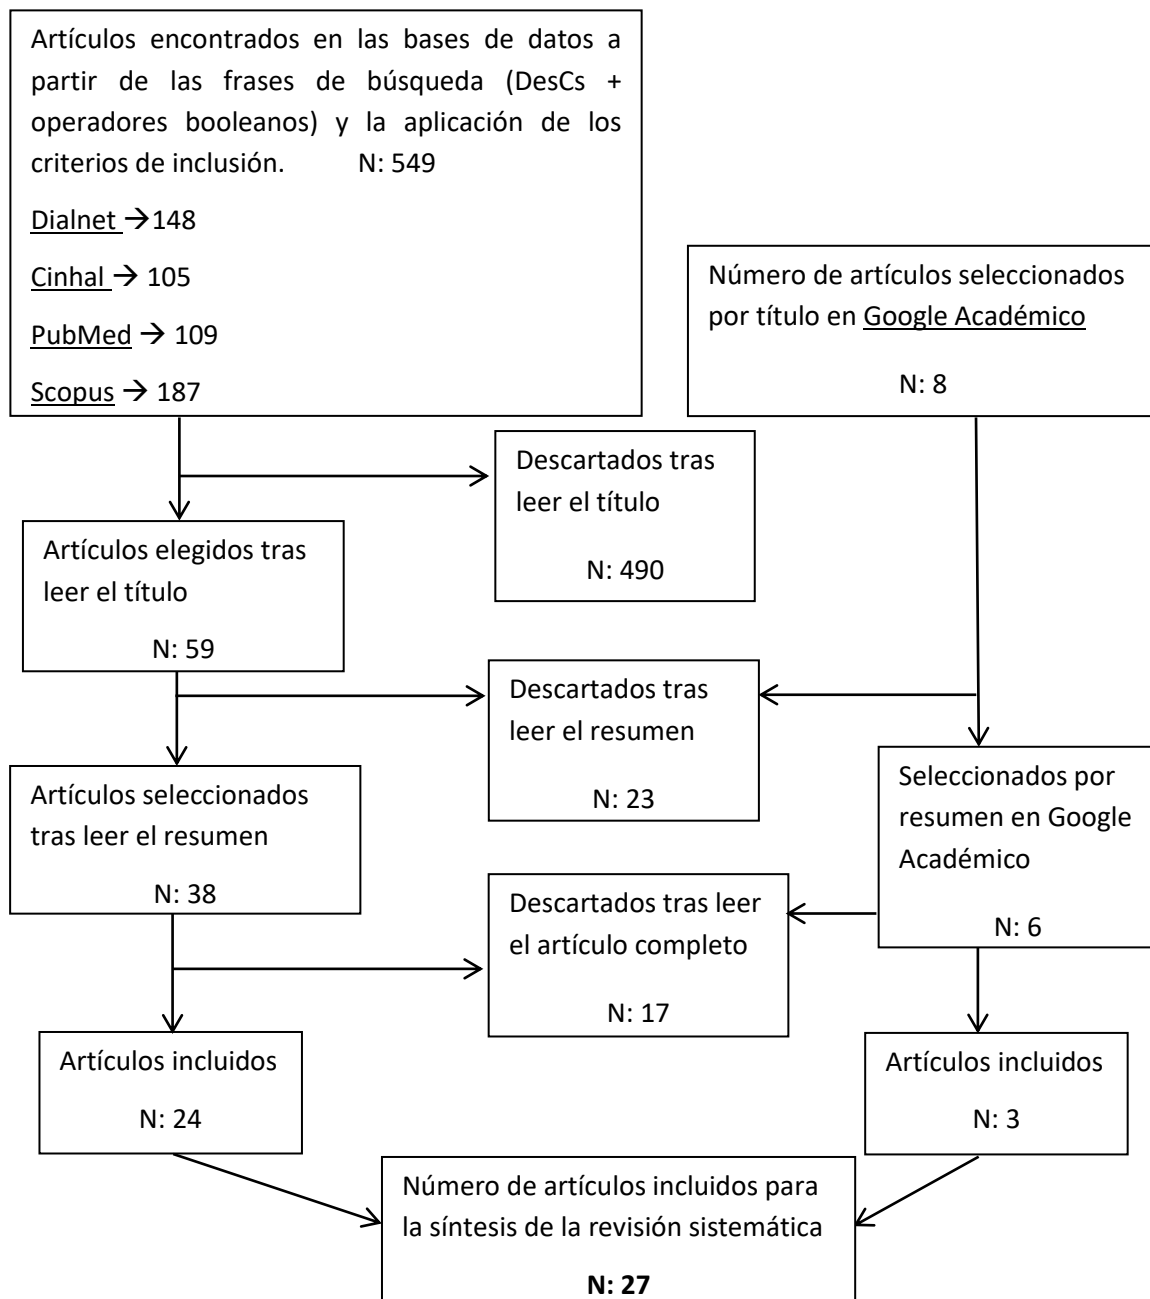 Artículos encontrados en las bases de datos a
partir de las frases de búsqueda (DesCs +
operadores booleanos) y la aplicación de los
criterios de inclusión. N: 549
Dialnet →148
Cinhal → 105
PubMed → 109
Scopus → 187
Número de artículos seleccionados
por título en Google Académico
N: 8
Descartados tras
leer el título
N: 490
Artículos elegidos tras
leer el título
N: 59
Descartados tras
leer el resumen
N: 23
Artículos seleccionados
tras leer el resumen
N: 38
Seleccionados por
resumen en Google
Académico
N: 6
Descartados tras leer
el artículo completo
N: 17
Artículos incluidos
N: 24
Artículos incluidos
N: 3
Número de artículos incluidos para
la síntesis de la revisión sistemática
N: 27